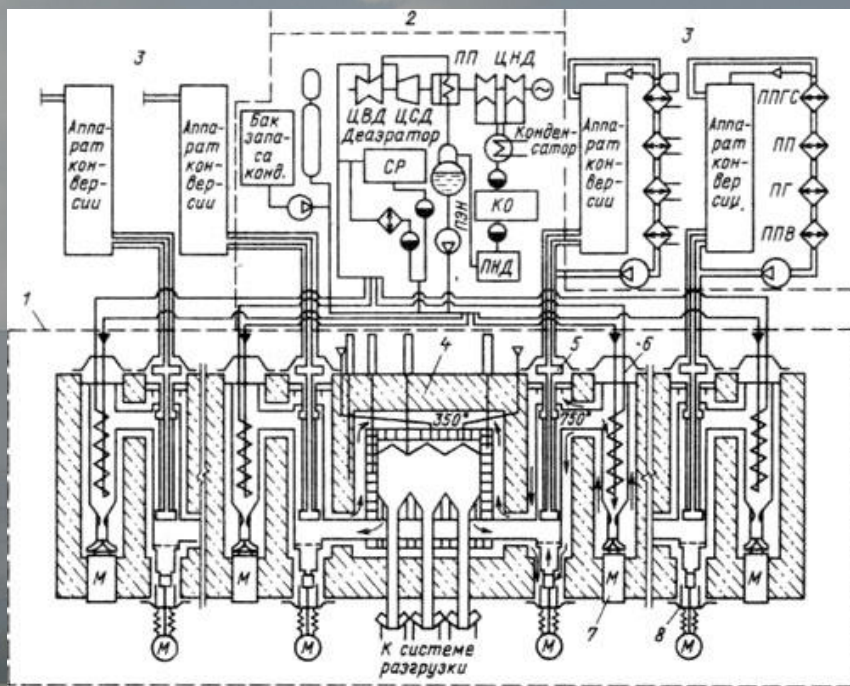 2
3
3
ПП
ЦНД
ЦВД
ЦСД
Деаэратор
Бак
запа-
са
конд.
СР
ПЭН
Конден-
сатор
КО
ПНД
Аппа-
рат
кон-
вер-
сии
Аппа-
рат
кон-
вер-
сии
Аппа-
рат
кон-
вер-
сии
Аппа-
рат
кон
вер-
сии
ППГС
ПП
ПГ
ППВ
1
4
5
6
350°
750°
М
М
М
М
7
8
М
М
М
М
К системе
разгрузки